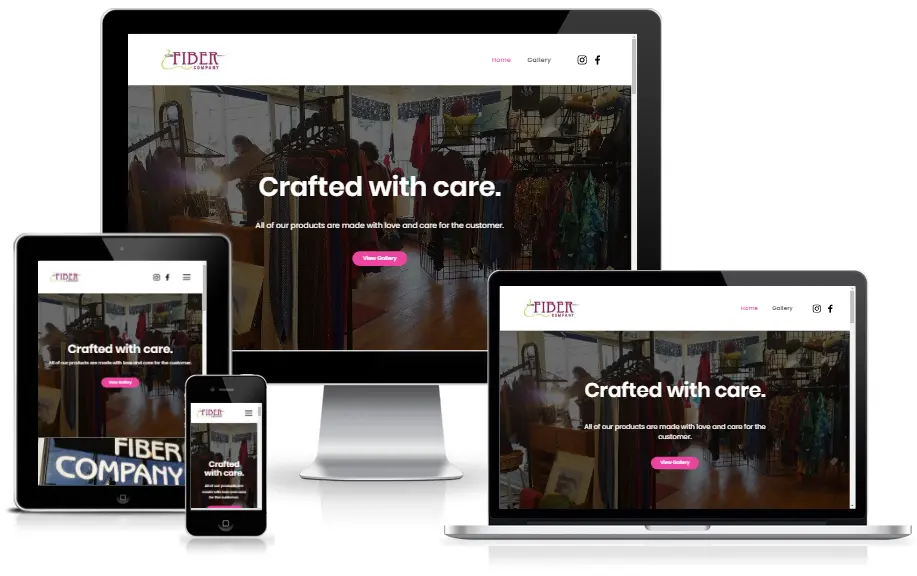 FIBER
COMPANY
Home
Gallery
Crafted with care.
All of our products are made with love and care for the customer.
View Gallery
FIBER
Crafted with care.
All of our products are made with love and care for the customer.
View Gallery
FIBER
COMPANY
FIBER
Crafted
with care.
All of our products are
made with love and care
for the customer.
FIBER
COMPANY
Home
Gallery
Crafted with care.
All of our products are made with love and care for the
customer.
View Gallery